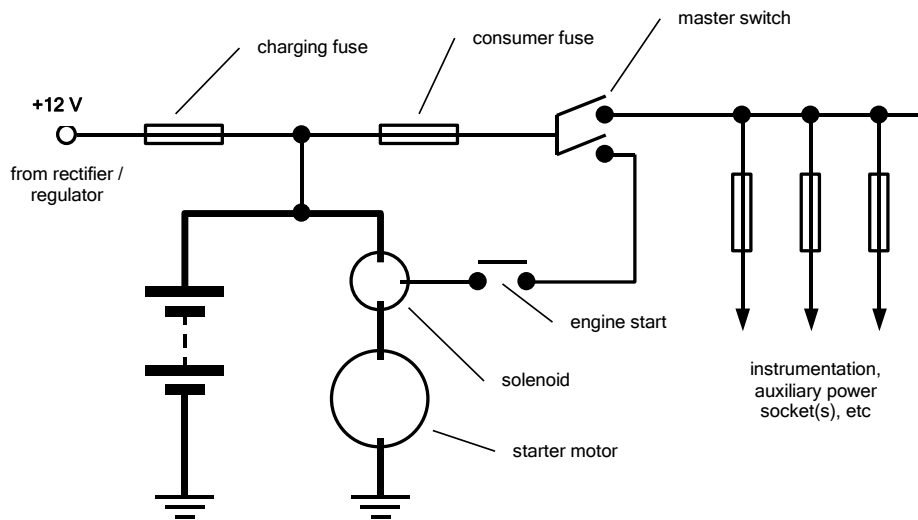 master switch
consumer fuse
charging fuse
+12 V
from rectifier /
regulator
engine start
solenoid
instrumentation,
auxiliary power
socket(s), etc
starter motor